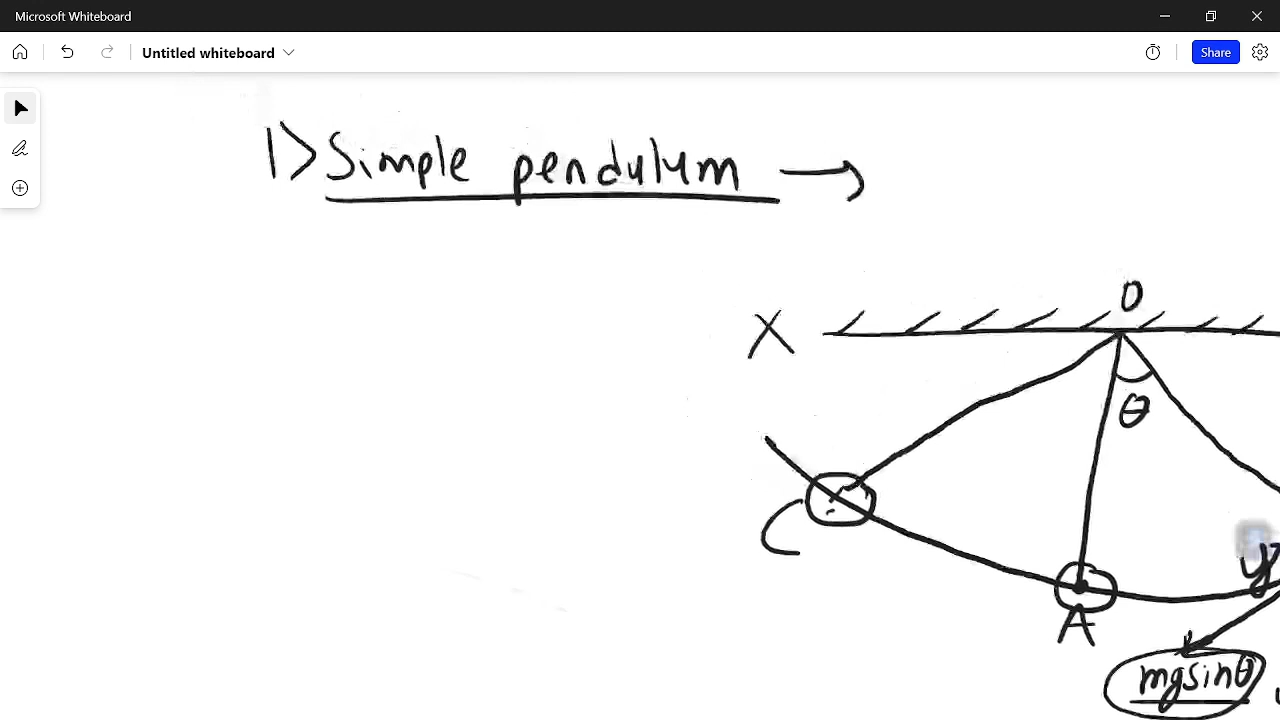 Microsoft Whiteboard
Untitled whiteboard
Share
1> Simple pendulum →
O
X
θ
C
y
A
mgsinθ